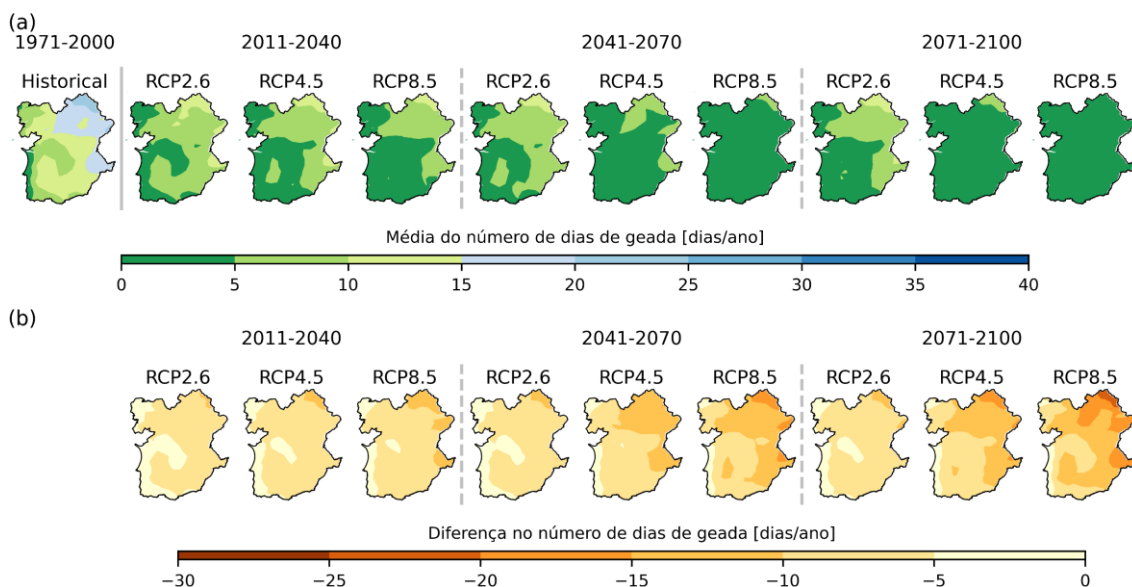 (a)
1971-2000 2011-2040 2041-2070 2071-2100
Historical RCP2.6 RCP4.5 RCP8.5 RCP2.6 RCP4.5 RCP8.5 RCP2.6 RCP4.5 RCP8.5
Média do número de dias de geada [dias/ano]
0 5 10 15 20 25 30 35 40
(b)
2011-2040 2041-2070 2071-2100
RCP2.6 RCP4.5 RCP8.5 RCP2.6 RCP4.5 RCP8.5 RCP2.6 RCP4.5 RCP8.5
Diferença no número de dias de geada [dias/ano]
−30 −25 −20 −15 −10 −5 0